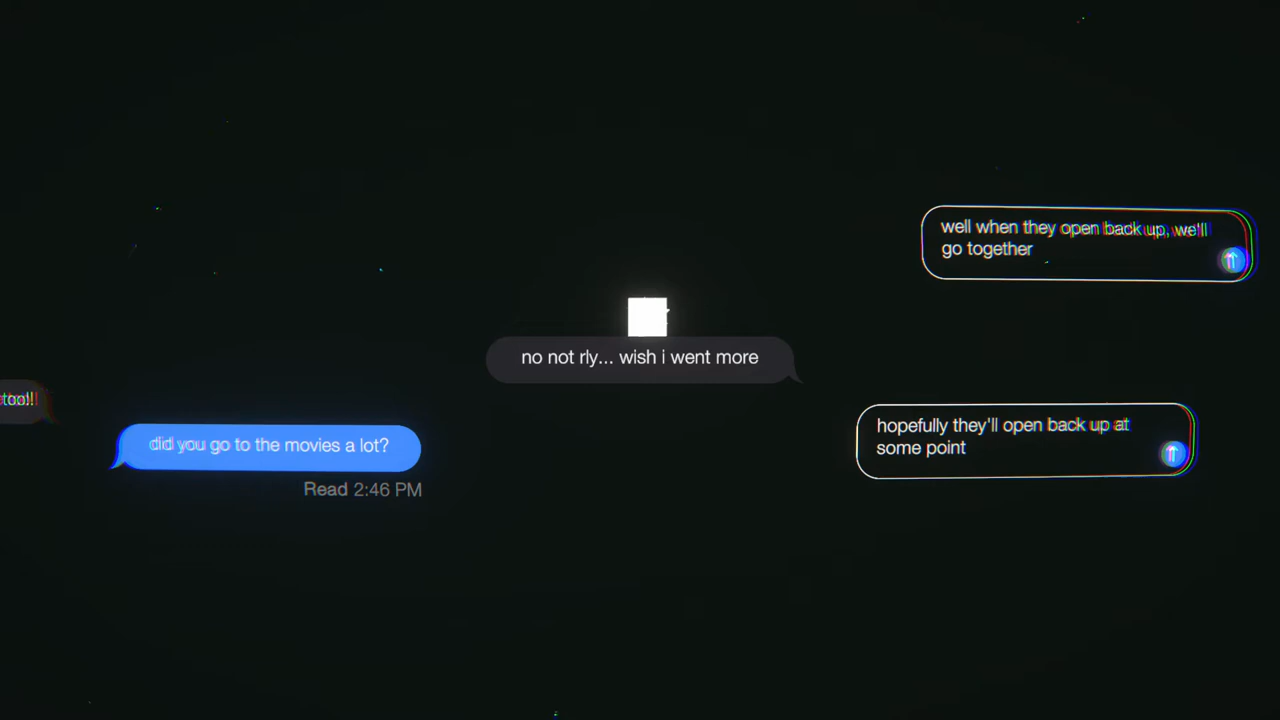 too!!
did you go to the movies a lot?
Read 2:46 PM
no not rly... wish i went more
well when they open back up, we'll
go together
hopefully they'll open back up at
some point